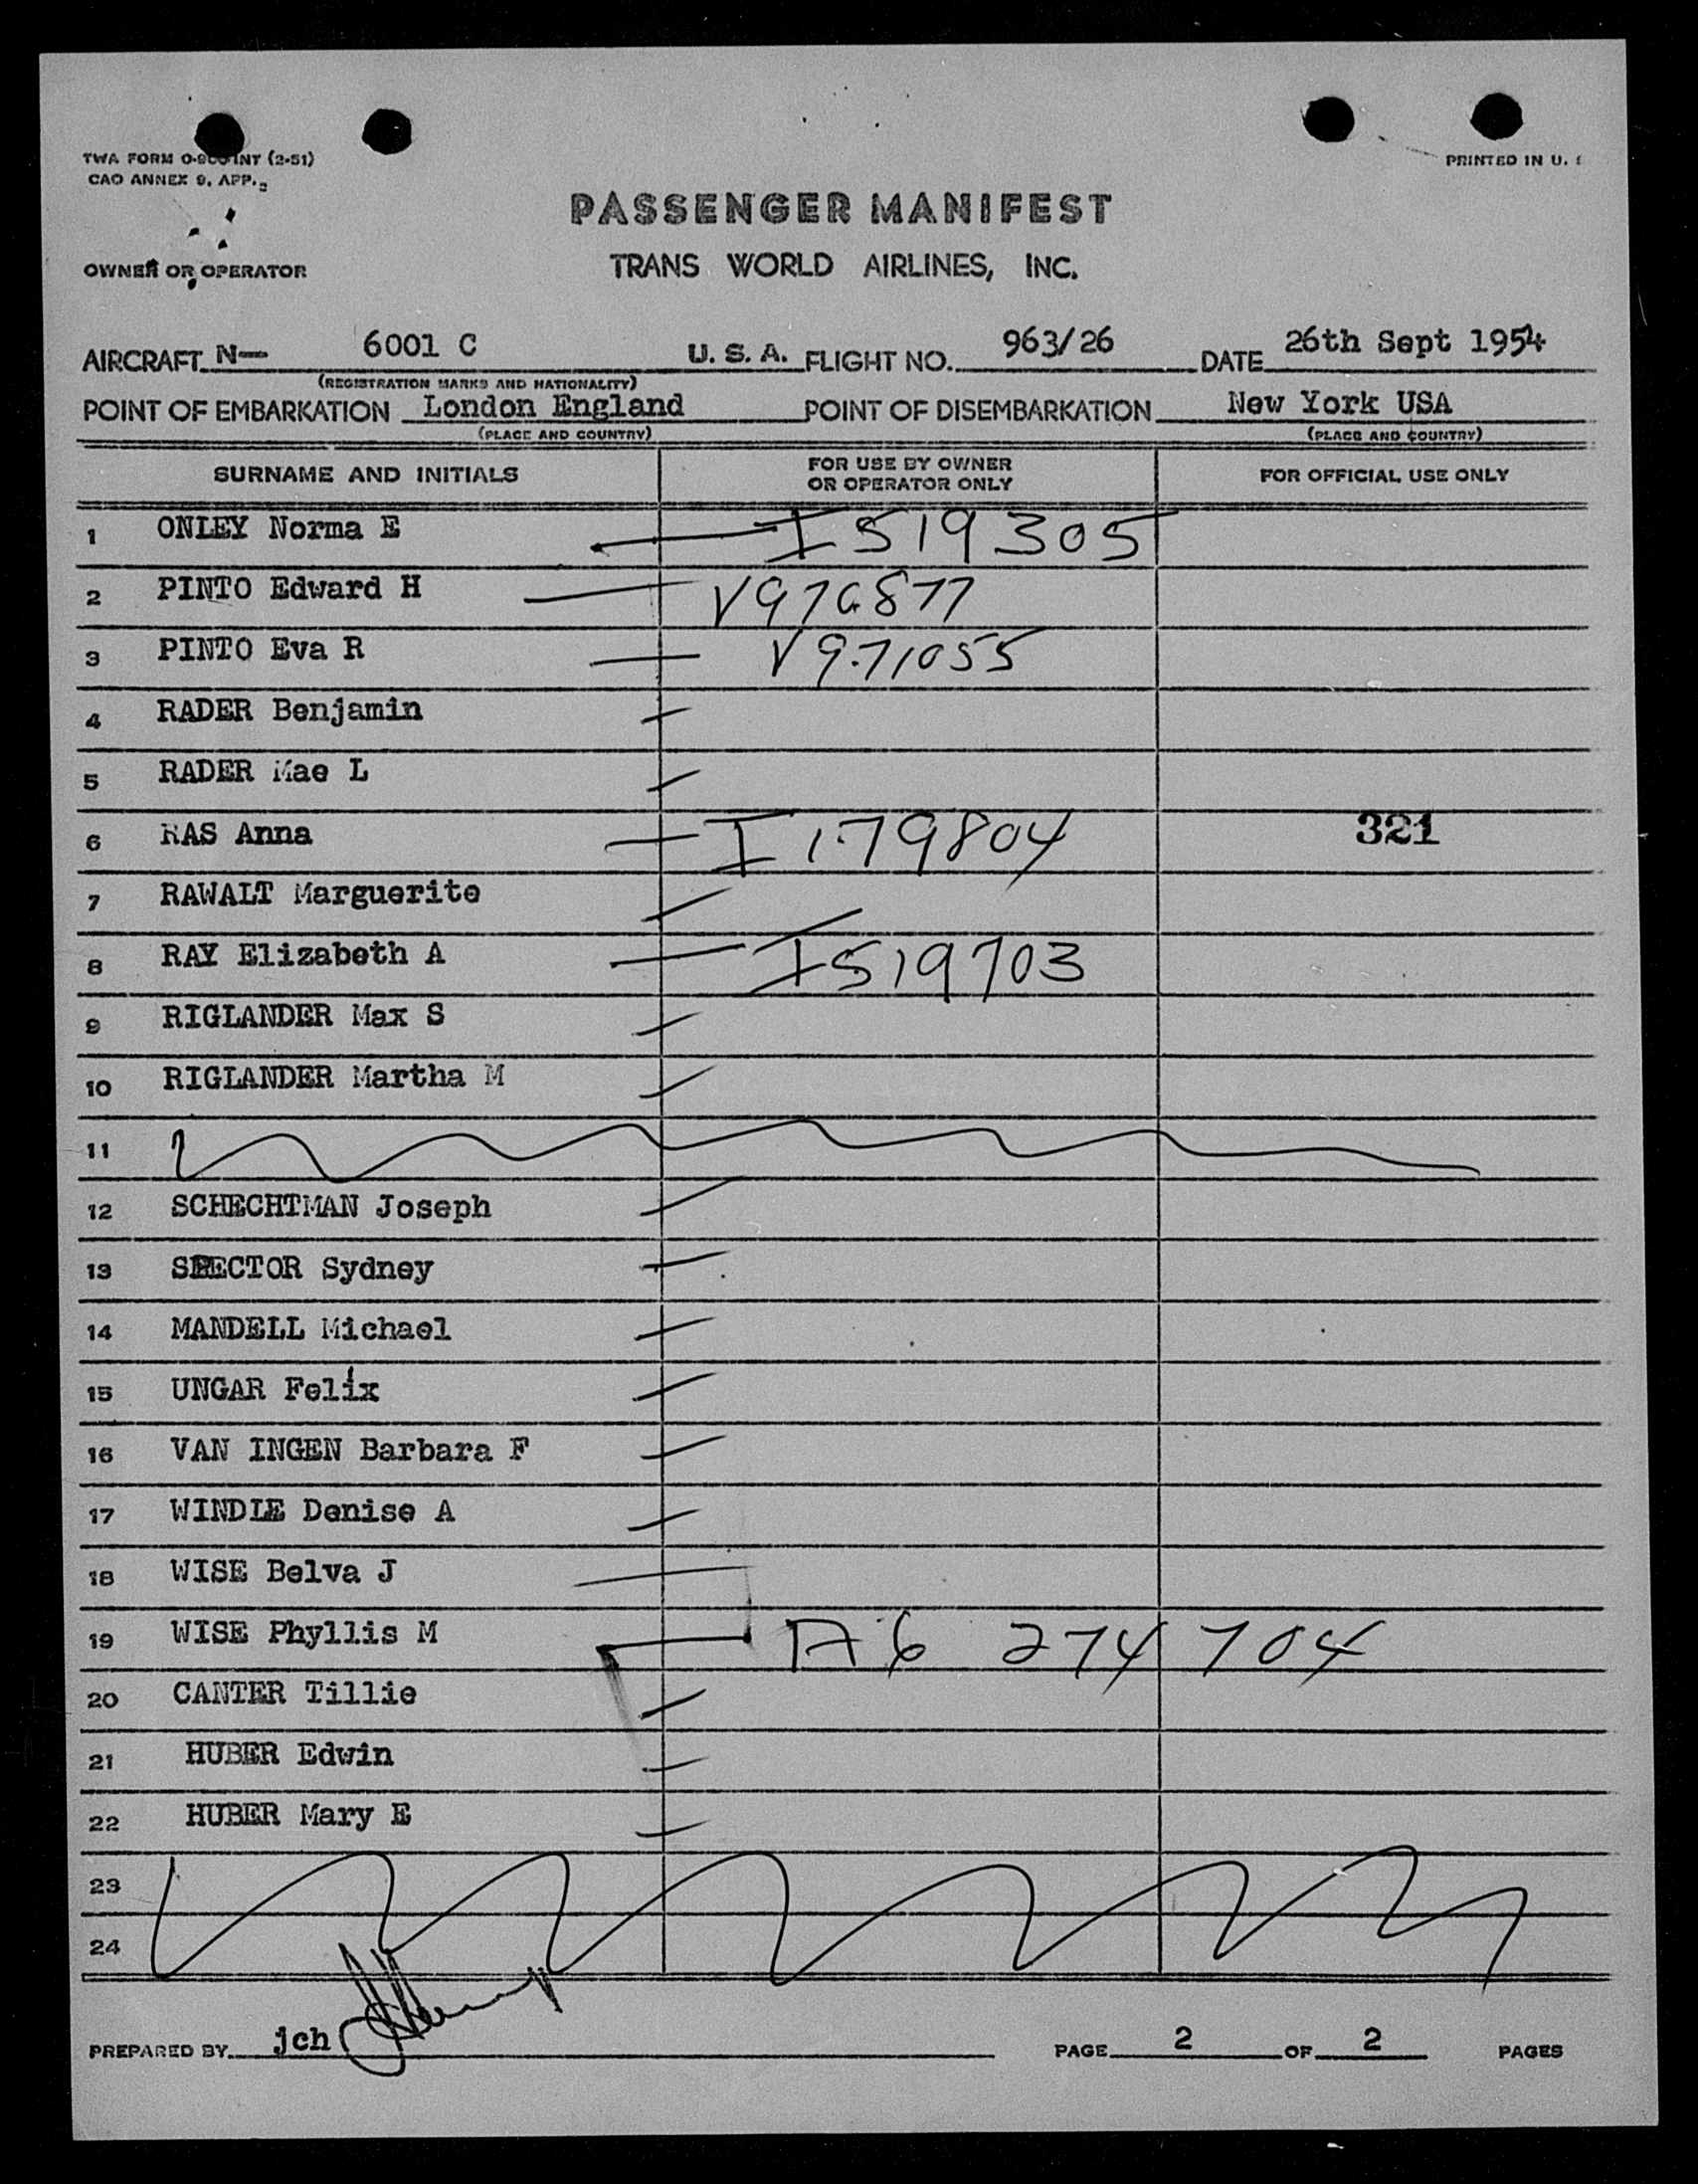 TWA FORM O-900 INT (2-51)
PRINTED IN U. S
CAO ANNEX 9, APP. 2
PASSENGER MANIFEST
OWNER OR OPERATOR
TRANS WORLD AIRLINES, INC.
AIRCRAFT N— 6001 C U. S. A. FLIGHT NO. 963/26 DATE 26th Sept 1954
(REGISTRATION MARKS AND NATIONALITY)
POINT OF EMBARKATION London England POINT OF DISEMBARKATION New York USA
(PLACE AND COUNTRY) (PLACE AND COUNTRY)
SURNAME AND INITIALS FOR USE BY OWNER OR OPERATOR ONLY FOR OFFICIAL USE ONLY
1 ONLEY Norma E I 519305
2 PINTO Edward H V976877
3 PINTO Eva R V971055
4 RADER Benjamin
5 RADER Mae L
6 RAS Anna I 179804 321
7 RAWALT Marguerite
8 RAY Elizabeth A I519703
9 RIGLANDER Max S
10 RIGLANDER Martha M
11
12 SCHECHTMAN Joseph
13 SPECTOR Sydney
14 MANDELL Michael
15 UNGAR Felix
16 VAN INGEN Barbara F
17 WINDLE Denise A
18 WISE Belva J
19 WISE Phyllis M A6 274 704
20 CANTER Tillie
21 HUBER Edwin
22 HUBER Mary E
23
24
PREPARED BY jch PAGE 2 OF 2 PAGES